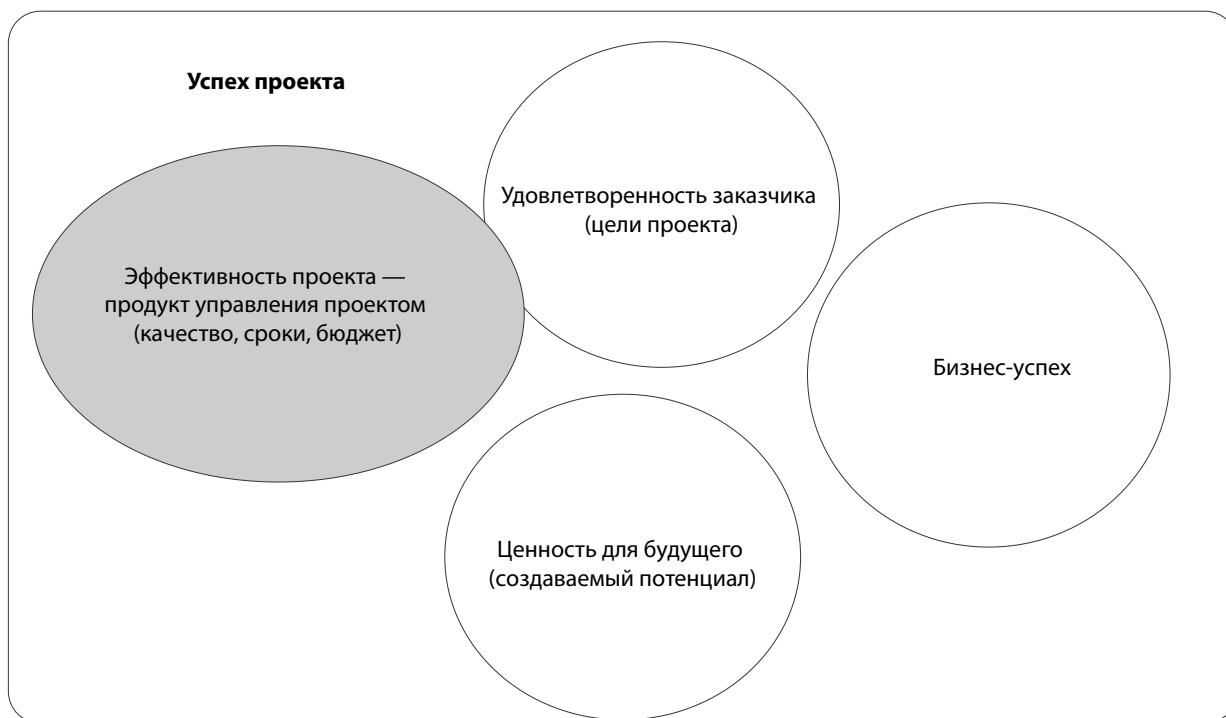 Успех проекта
Удовлетворенность заказчика
(цели проекта)
Эффективность проекта —
продукт управления проектом
(качество, сроки, бюджет)
Бизнес-успех
Ценность для будущего
(создаваемый потенциал)